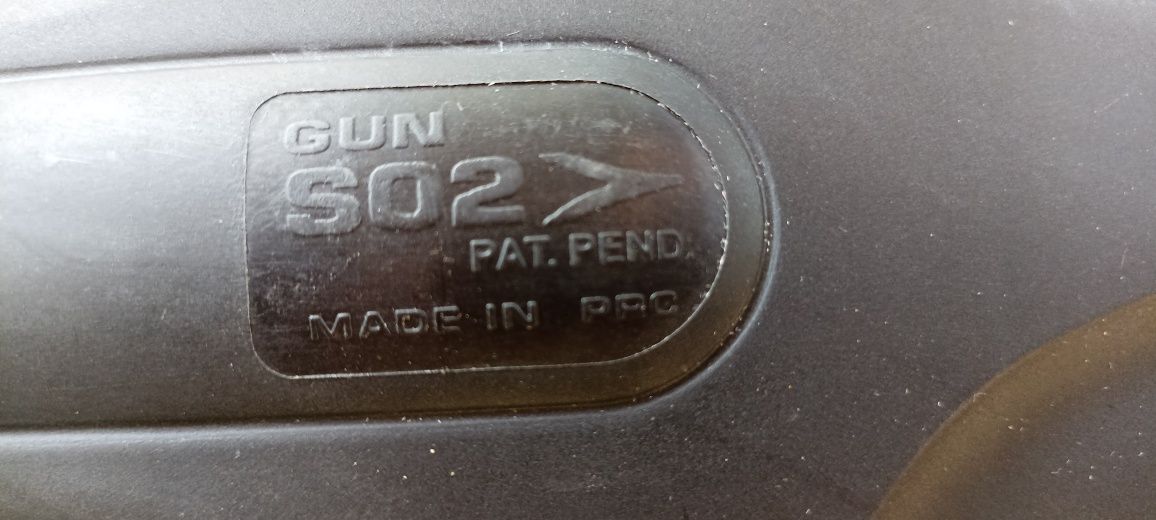 GUN
S02
PAT. PEND.
MADE IN PRC